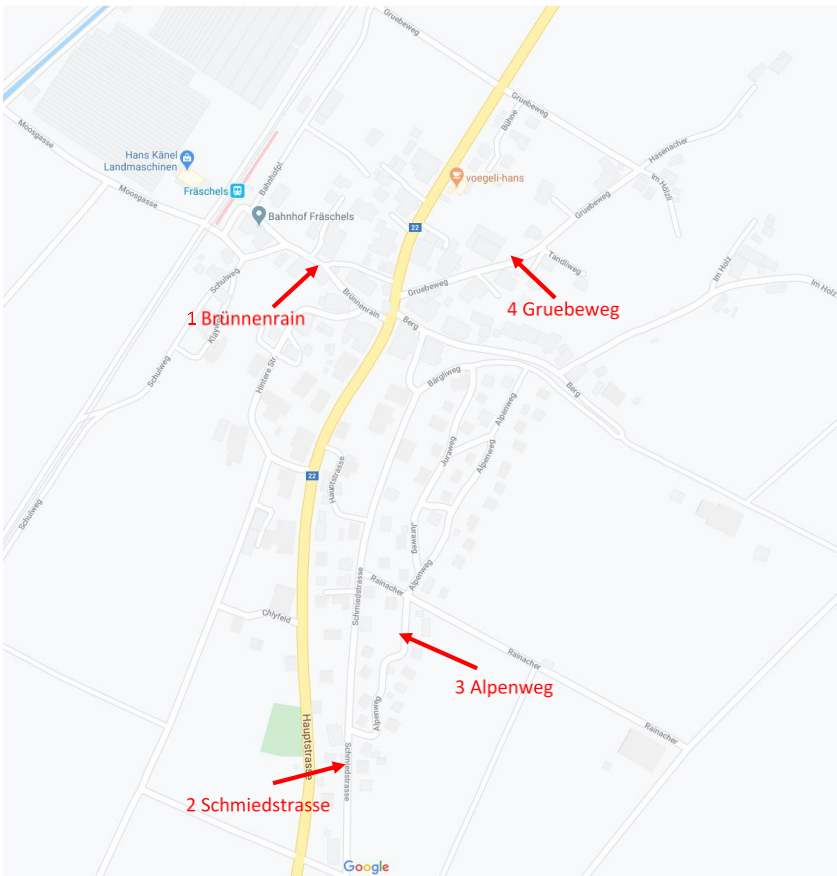 Gruebeweg
Moosgasse
Hans Känel
Landmaschinen
Moosgasse
Fräschels
Bahnhofpl.
Bahnhof Fräschels
Gruebeweg
Bühne
voegeli-hans
Hasenacher
Im Hölzli
Gruebeweg
22
Tandliweg
Im Holz
Im Holz
4 Gruebeweg
1 Brünnenrain
Schulweg
Gruebeweg
Brünnenrain
Berg
Schulweg
Hintere Str.
Bärgliweg
Berg
Juraweg
Alpenweg
Alpenweg
22
Schulweg
Juraweg
Alpenweg
Rainacher
Schmiedstrasse
Chlyfeld
Rainacher
3 Alpenweg
Rainacher
Alpenweg
Hauptstrasse
Schmiedstrasse
2 Schmiedstrasse
Google